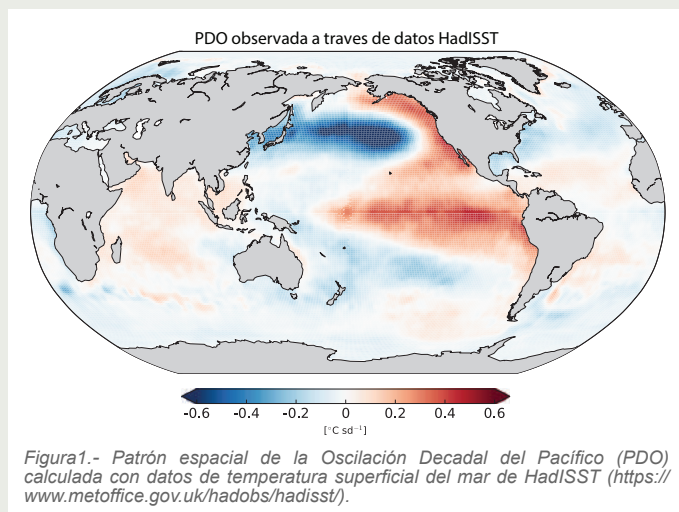 PDO observada a traves de datos HadISST
-0.6 -0.4 -0.2 0 0.2 0.4 0.6
[°C sd⁻¹]
Figura1.- Patrón espacial de la Oscilación Decadal del Pacífico (PDO)
calculada con datos de temperatura superficial del mar de HadISST (https://
www.metoffice.gov.uk/hadobs/hadisst/).